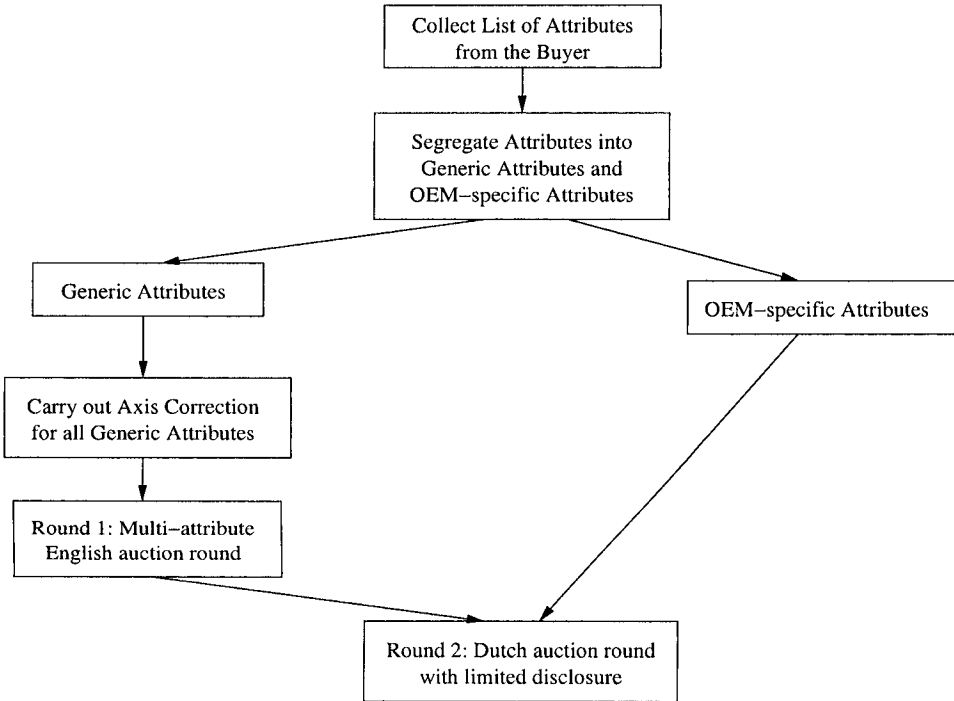 Collect List of Attributes
from the Buyer
Segregate Attributes into
Generic Attributes and
OEM−specific Attributes
Generic Attributes
OEM−specific Attributes
Carry out Axis Correction
for all Generic Attributes
Round 1: Multi−attribute
English auction round
Round 2: Dutch auction round
with limited disclosure